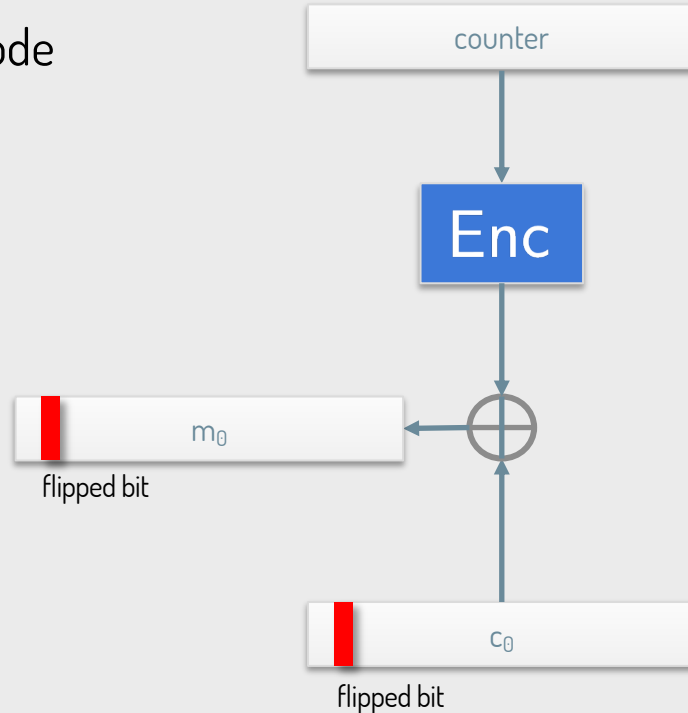 ode
counter
Enc
m₀
flipped bit
c₀
flipped bit